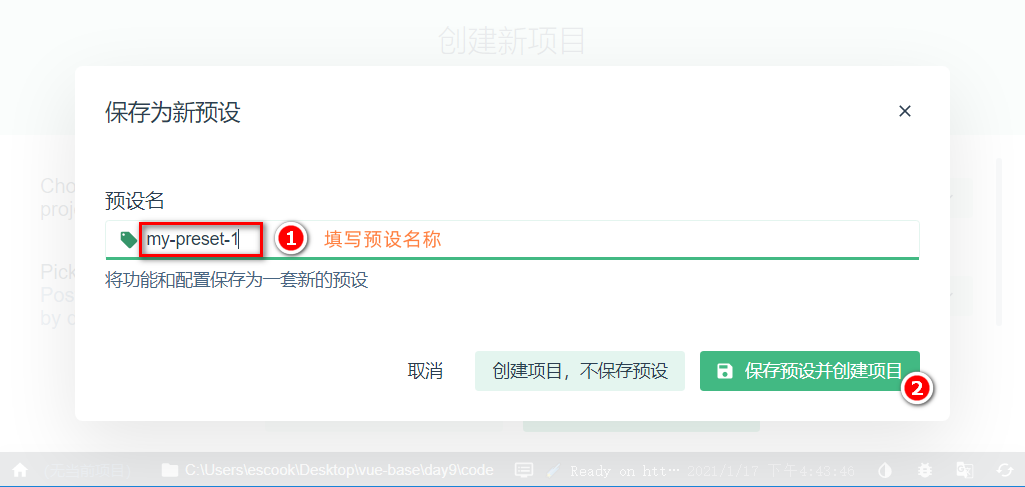 创建新项目
保存为新预设
预设名
my-preset-1
1
填写预设名称
将功能和配置保存为一套新的预设
Cho
proj
Pick
Pos
by c
取消
创建项目，不保存预设
保存预设并创建项目
2
C:\Users\escook\Desktop\vue-base\day9\code
Ready on htt··· 2021/1/17 下午4:43:46